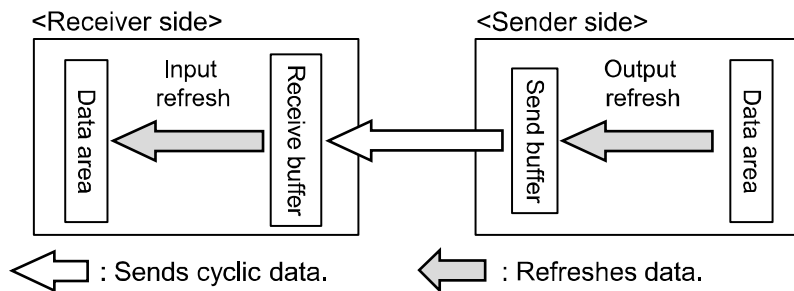 <Receiver side>
<Sender side>
Data area
Input
refresh
Receive buffer
Send buffer
Output
refresh
Data area
: Sends cyclic data.
: Refreshes data.